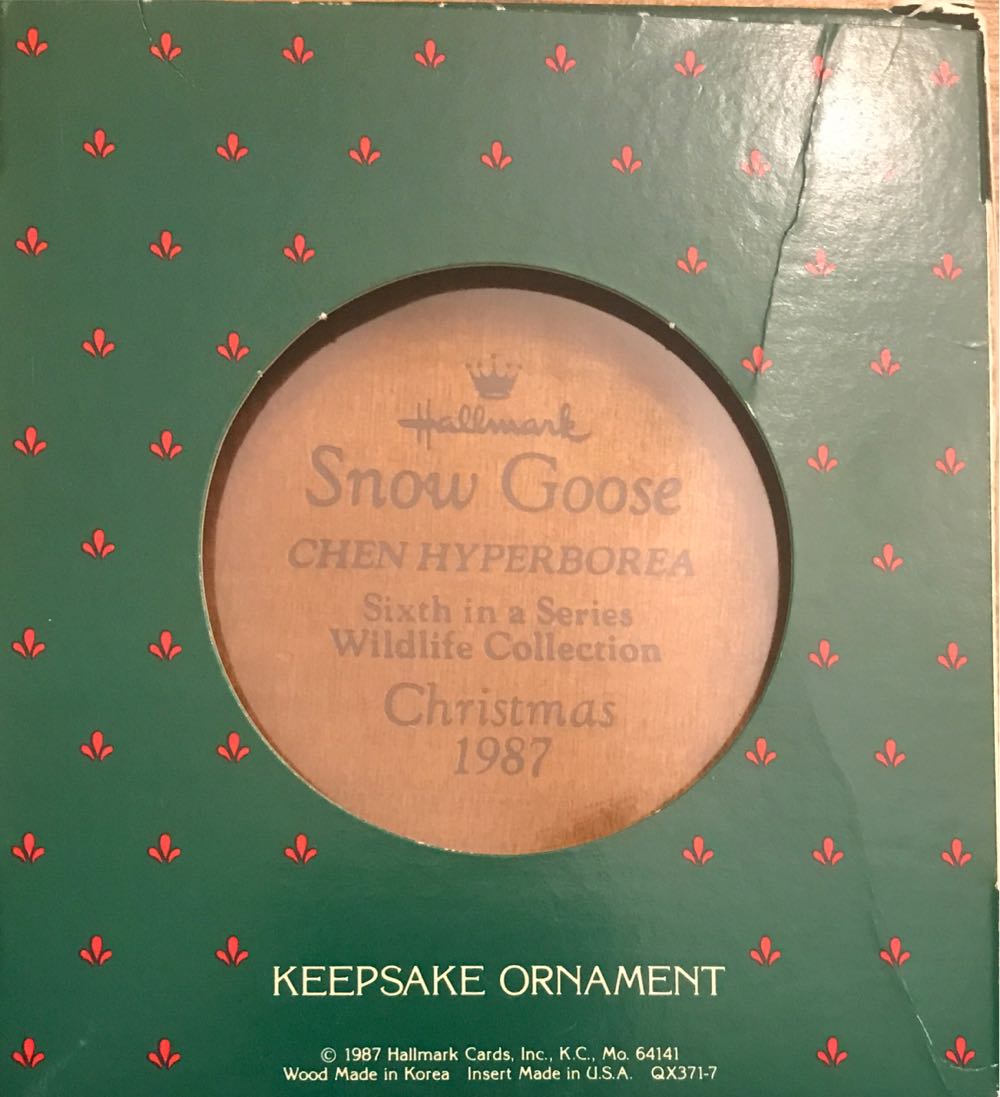 Hallmark
Snow Goose
CHEN HYPERBOREA
Sixth in a Series
Wildlife Collection
Christmas
1987
KEEPSAKE ORNAMENT
© 1987 Hallmark Cards, Inc., K.C., Mo. 64141
Wood Made in Korea Insert Made in U.S.A. QX371-7